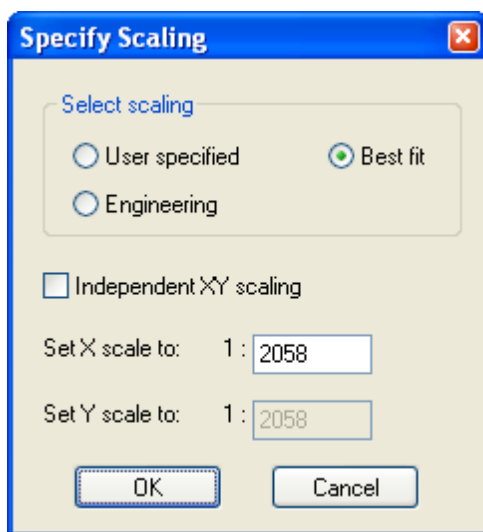 Specify Scaling
Select scaling
User specified Best fit
Engineering
Independent XY scaling
Set X scale to: 1 : 2058
Set Y scale to: 1 : 2058
OK Cancel